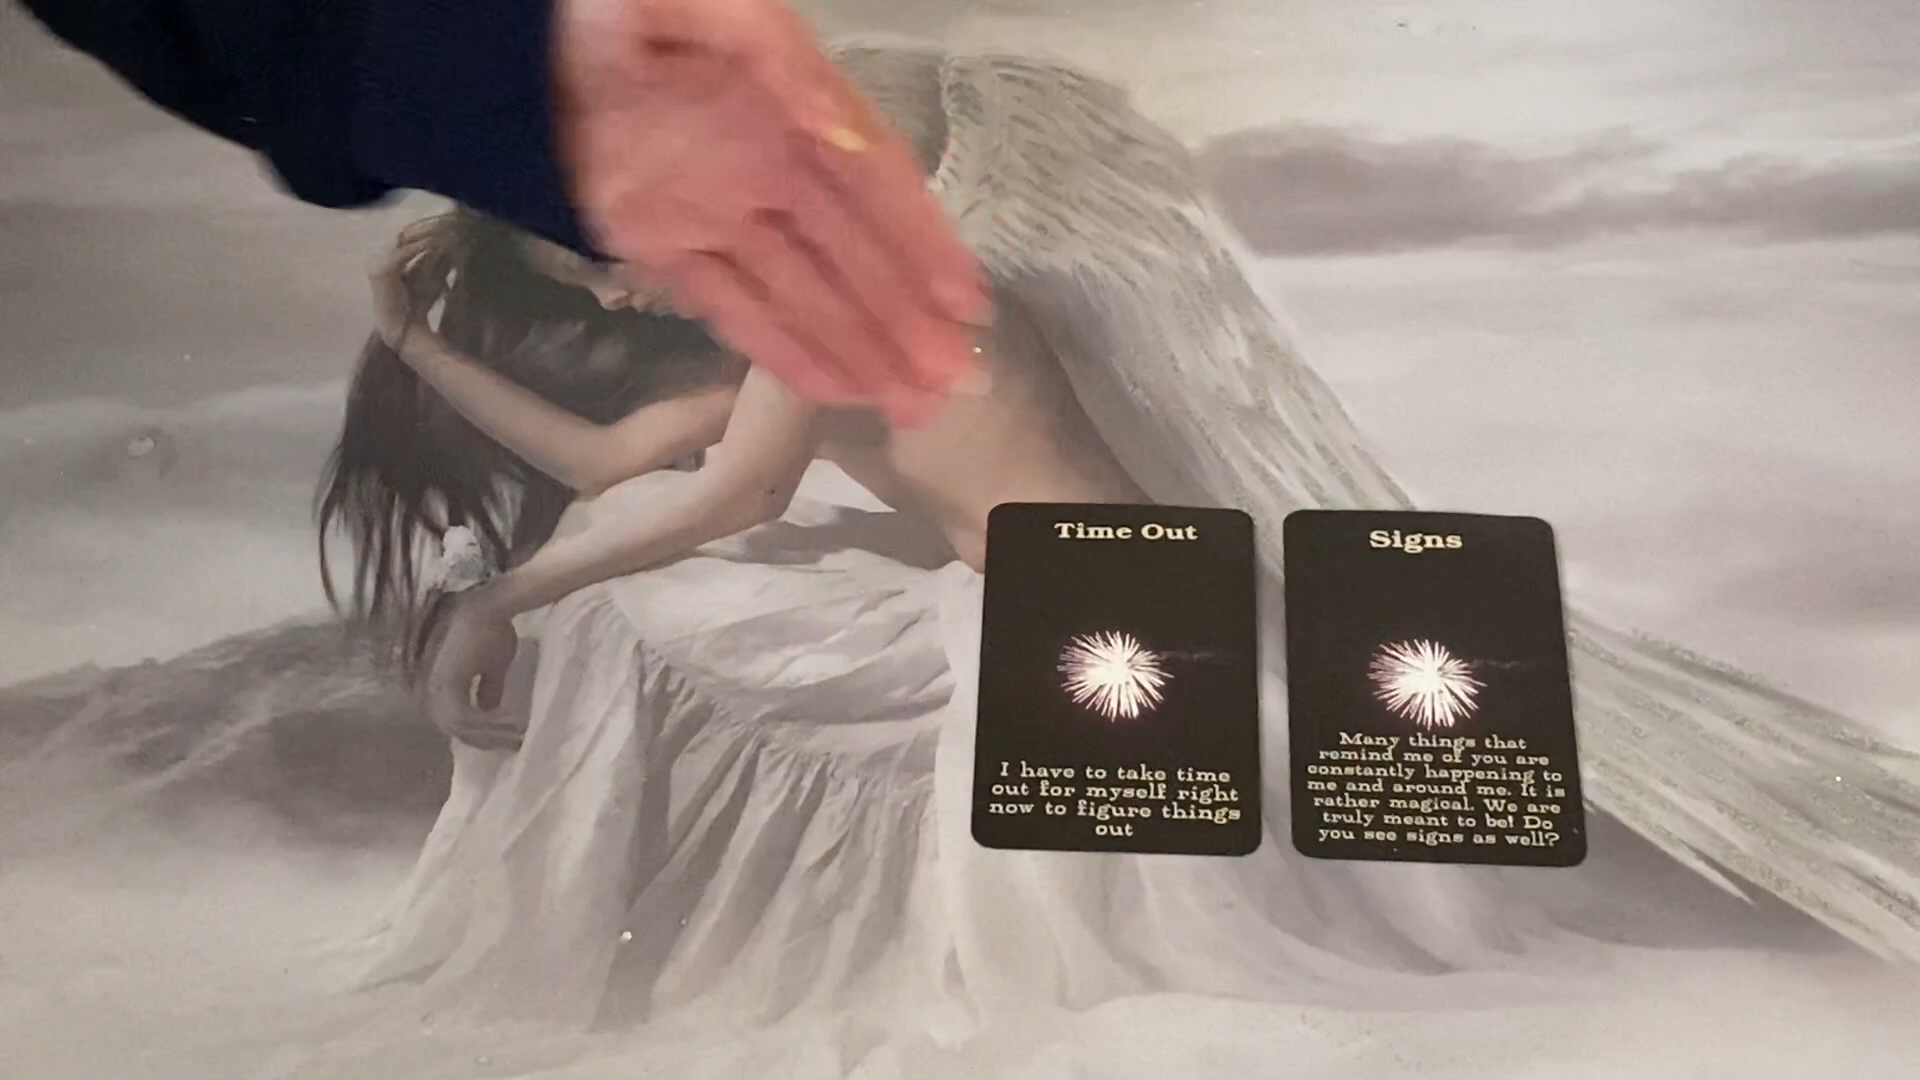 Time Out
I have to take time
out for myself right
now to figure things
out
Signs
Many things that
remind me of you are
constantly happening to
me and around me. It is
rather magical. We are
truly meant to be! Do
you see signs as well?